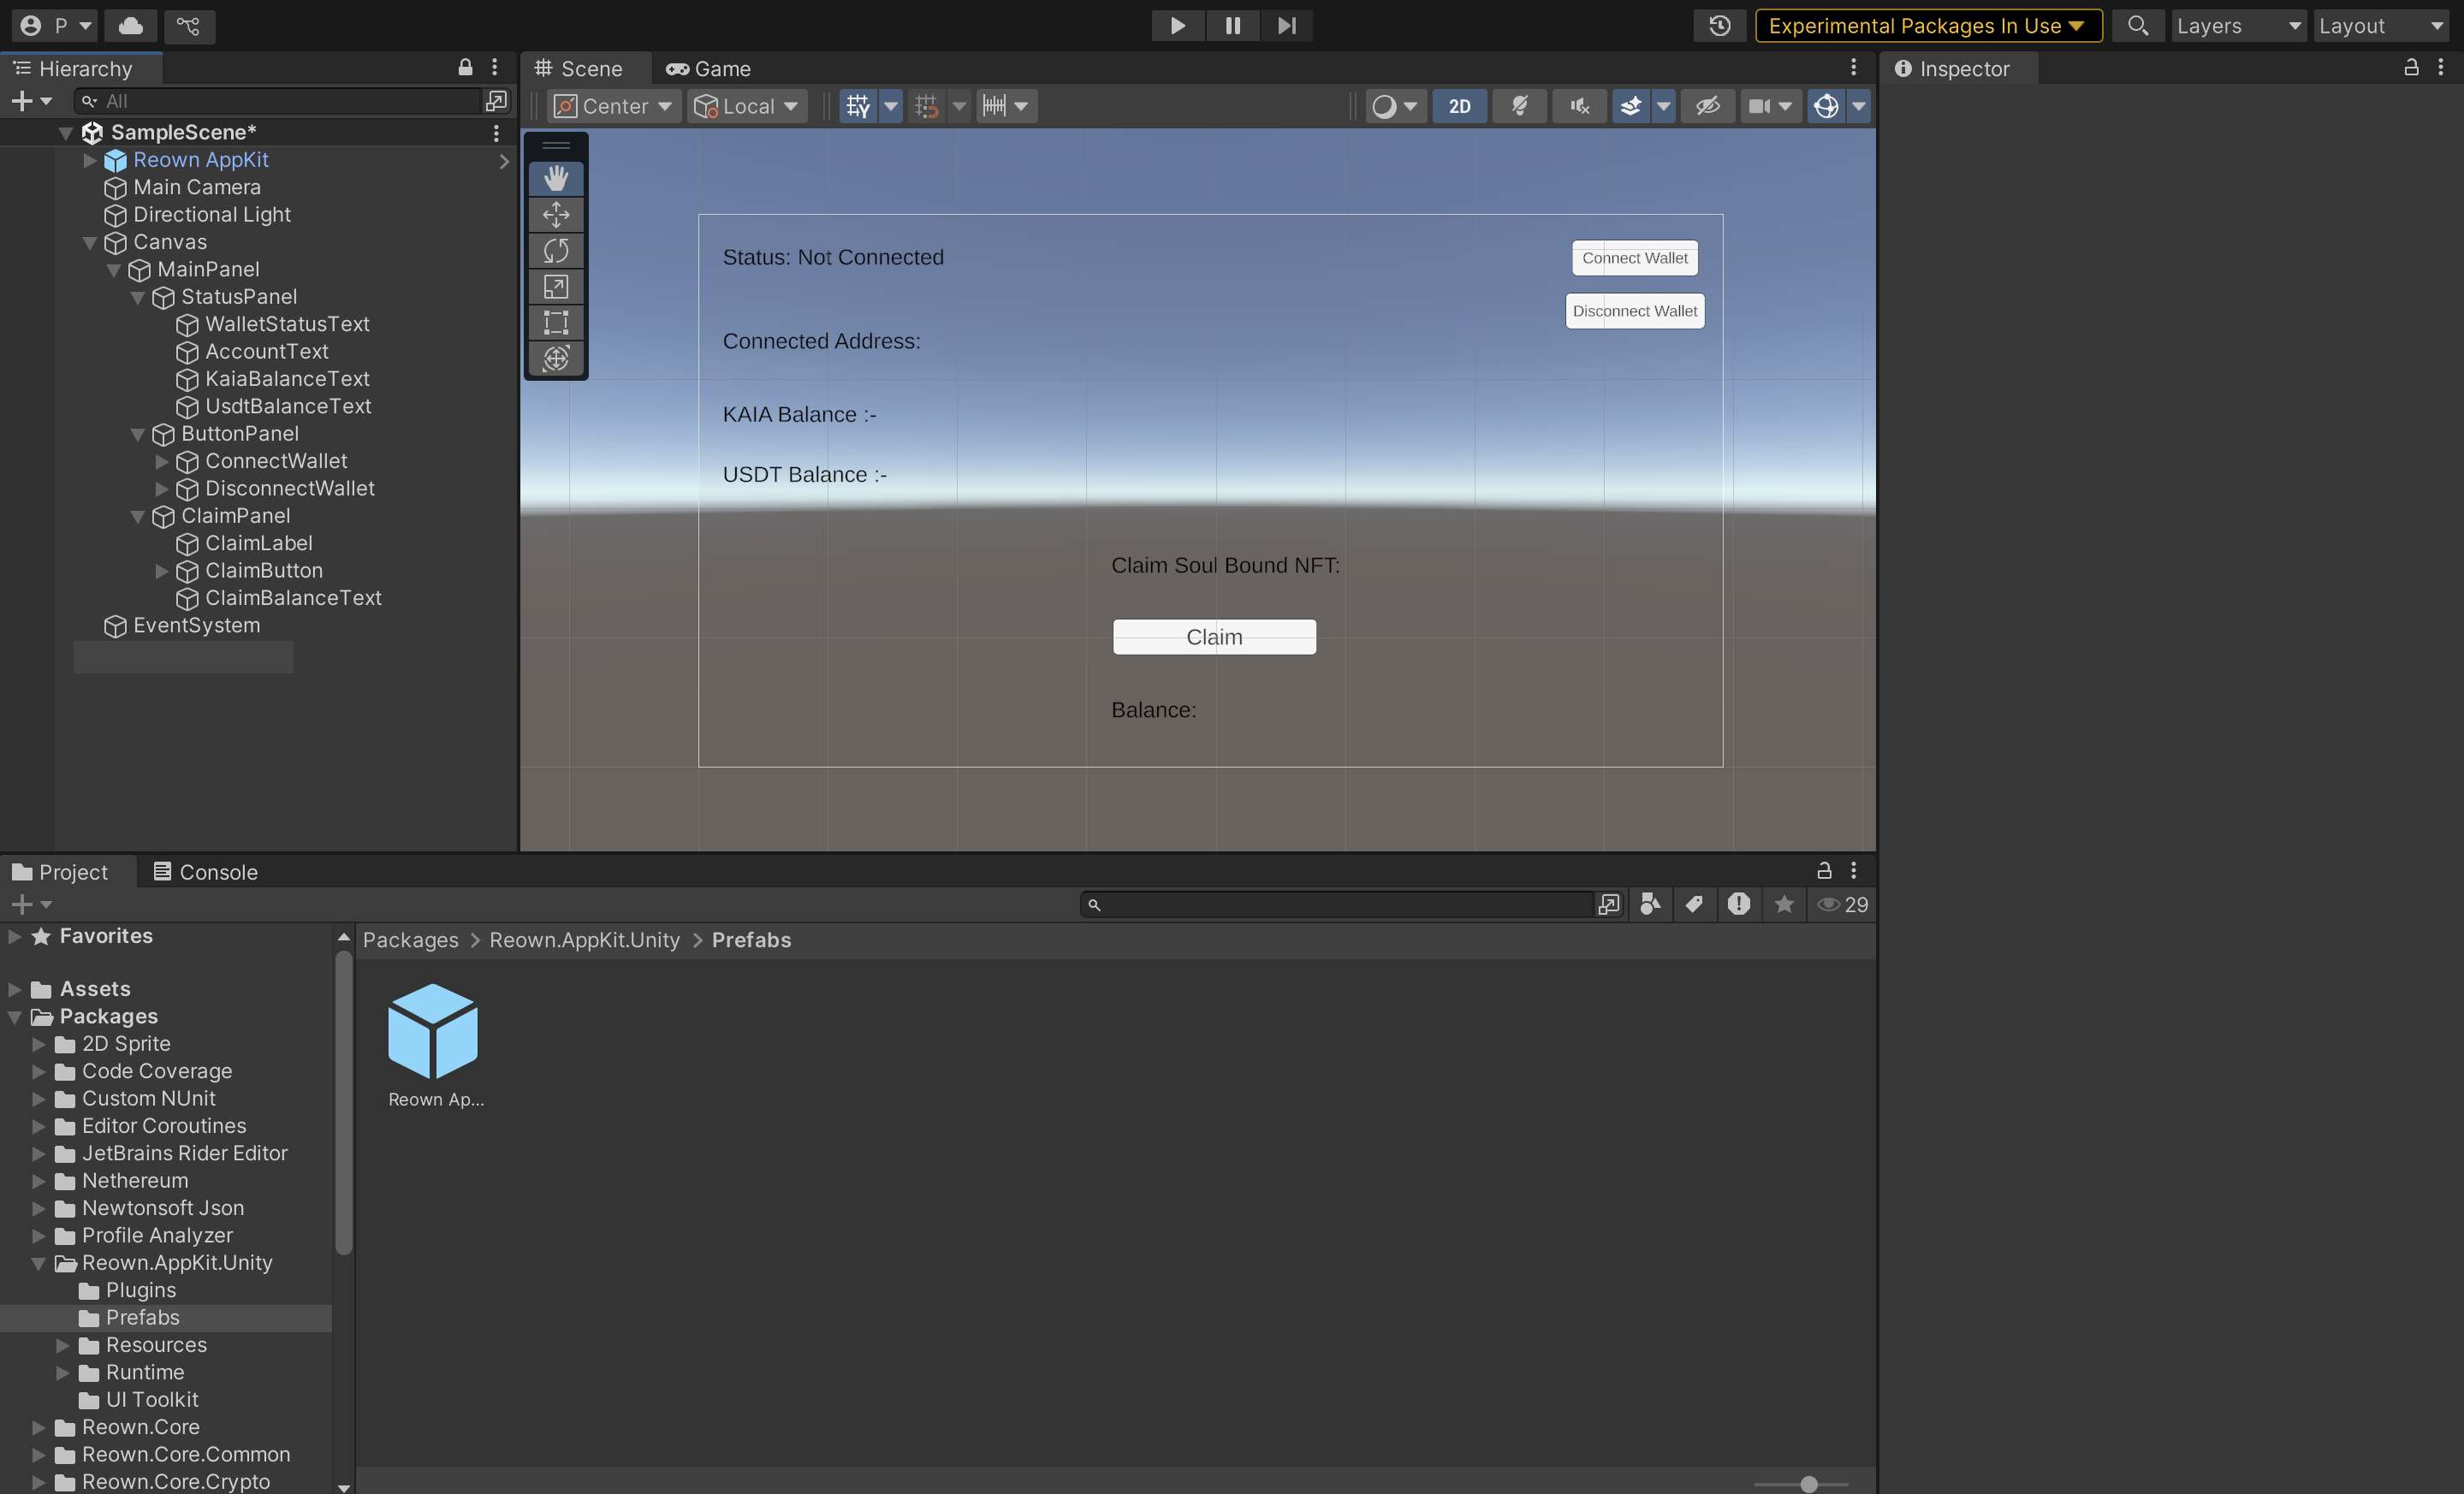 P
Experimental Packages In Use
Layers
Layout
Hierarchy
All
SampleScene*
Reown AppKit
Main Camera
Directional Light
Canvas
MainPanel
StatusPanel
WalletStatusText
AccountText
KaiaBalanceText
UsdtBalanceText
ButtonPanel
ConnectWallet
DisconnectWallet
ClaimPanel
ClaimLabel
ClaimButton
ClaimBalanceText
EventSystem
Scene
Game
Center
Local
2D
Status: Not Connected
Connect Wallet
Disconnect Wallet
Connected Address:
KAIA Balance :-
USDT Balance :-
Claim Soul Bound NFT:
Claim
Balance:
Inspector
Project
Console
29
Favorites
Assets
Packages
2D Sprite
Code Coverage
Custom NUnit
Editor Coroutines
JetBrains Rider Editor
Nethereum
Newtonsoft Json
Profile Analyzer
Reown.AppKit.Unity
Plugins
Prefabs
Resources
Runtime
UI Toolkit
Reown.Core
Reown.Core.Common
Reown.Core.Crypto
Packages > Reown.AppKit.Unity > Prefabs
Reown Ap...